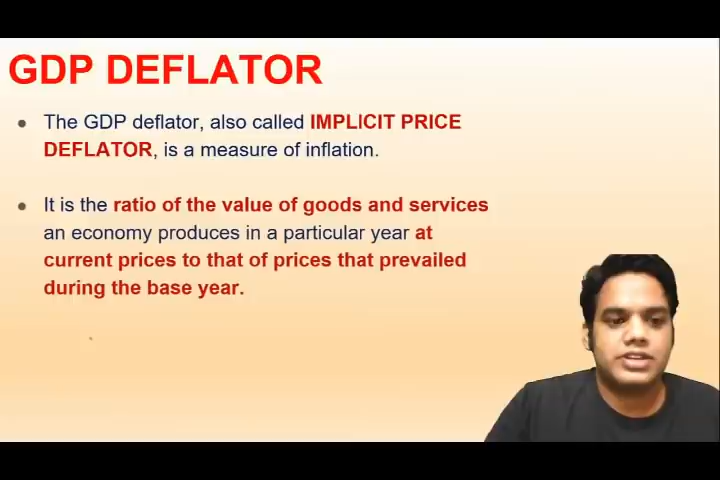 GDP DEFLATOR
● The GDP deflator, also called IMPLICIT PRICE
DEFLATOR, is a measure of inflation.
● It is the ratio of the value of goods and services
an economy produces in a particular year at
current prices to that of prices that prevailed
during the base year.